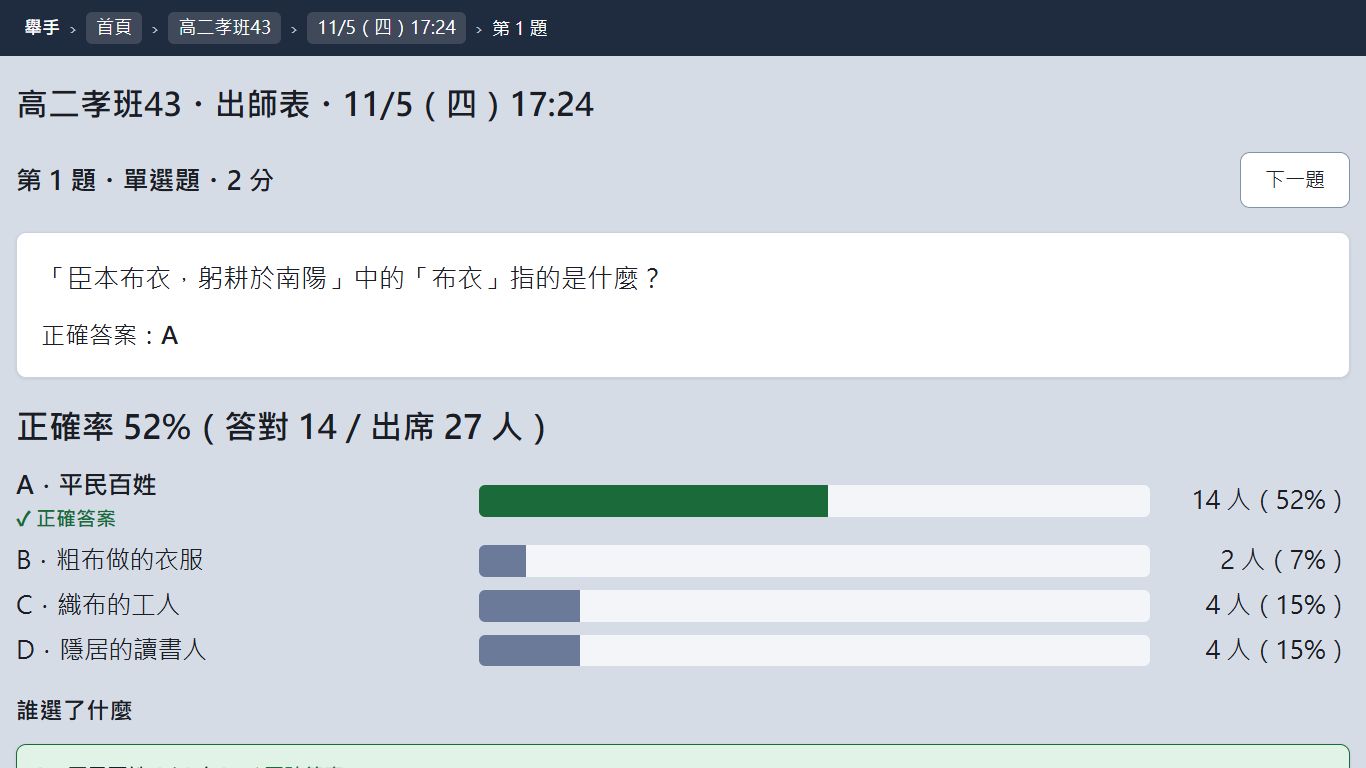 舉手 › 首頁 › 高二孝班43 › 11/5（四）17:24 › 第 1 題
高二孝班43．出師表．11/5（四）17:24
第 1 題．單選題．2 分
下一題
「臣本布衣，躬耕於南陽」中的「布衣」指的是什麼？
正確答案：A
正確率 52%（答對 14 / 出席 27 人）
A．平民百姓
✓ 正確答案
14 人（52%）
B．粗布做的衣服
2 人（7%）
C．織布的工人
4 人（15%）
D．隱居的讀書人
4 人（15%）
誰選了什麼